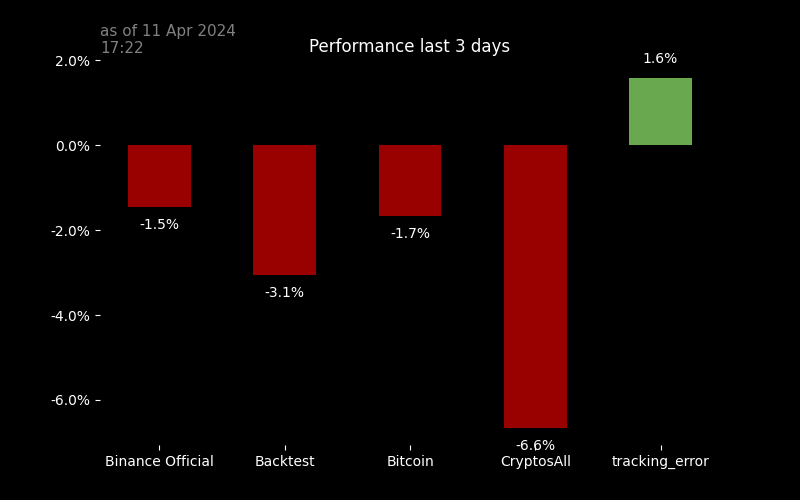 as of 11 Apr 2024
17:22
Performance last 3 days
2.0%
0.0%
-2.0%
-4.0%
-6.0%
1.6%
-1.5%
-3.1%
-1.7%
-6.6%
Binance Official
Backtest
Bitcoin
CryptosAll
tracking_error